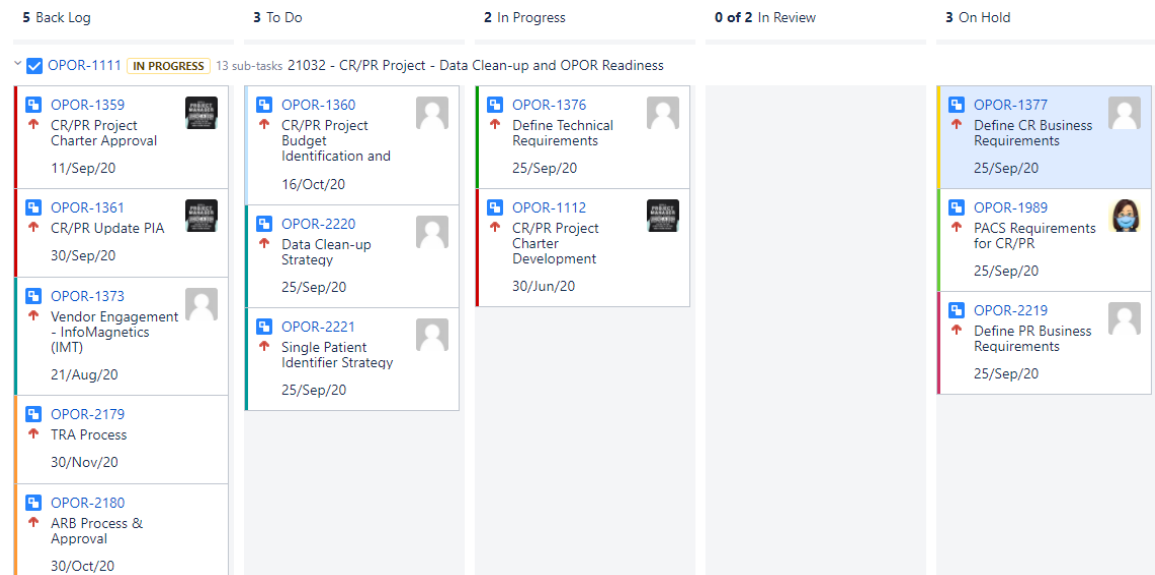 5 Back Log
3 To Do
2 In Progress
0 of 2 In Review
3 On Hold
OPOR-1111 IN PROGRESS 13 sub-tasks 21032 - CR/PR Project - Data Clean-up and OPOR Readiness
OPOR-1359
CR/PR Project
Charter Approval
11/Sep/20
OPOR-1361
CR/PR Update PIA
30/Sep/20
OPOR-1373
Vendor Engagement
- InfoMagnetics
(IMT)
21/Aug/20
OPOR-2179
TRA Process
30/Nov/20
OPOR-2180
ARB Process &
Approval
30/Oct/20
OPOR-1360
CR/PR Project
Budget
Identification and
16/Oct/20
OPOR-2220
Data Clean-up
Strategy
25/Sep/20
OPOR-2221
Single Patient
Identifier Strategy
25/Sep/20
OPOR-1376
Define Technical
Requirements
25/Sep/20
OPOR-1112
CR/PR Project
Charter
Development
30/Jun/20
OPOR-1377
Define CR Business
Requirements
25/Sep/20
OPOR-1989
PACS Requirements
for CR/PR
25/Sep/20
OPOR-2219
Define PR Business
Requirements
25/Sep/20